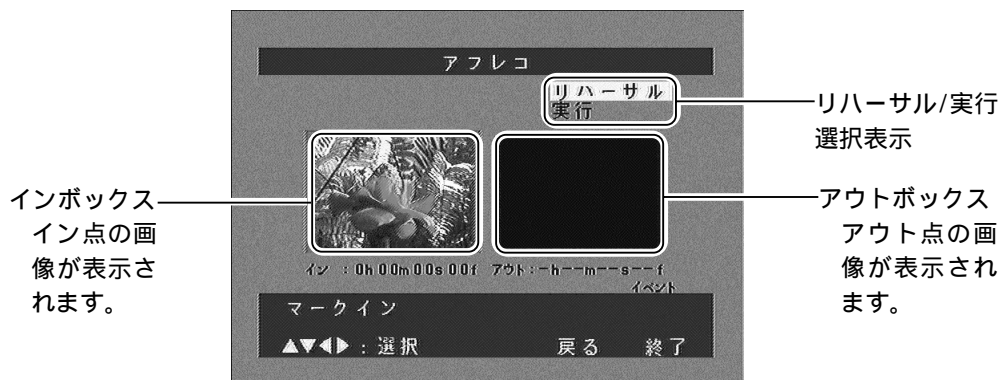 アフレコ
リハーサル
実行
リハーサル/実行
選択表示
インボックス
イン点の画
像が表示さ
れます。
アウトボックス
アウト点の画
像が表示され
ます。
イン :0h00m00s00f アウト:-h--m--s--f
イベント
マークイン
▲▼◀▶:選択 戻る 終了